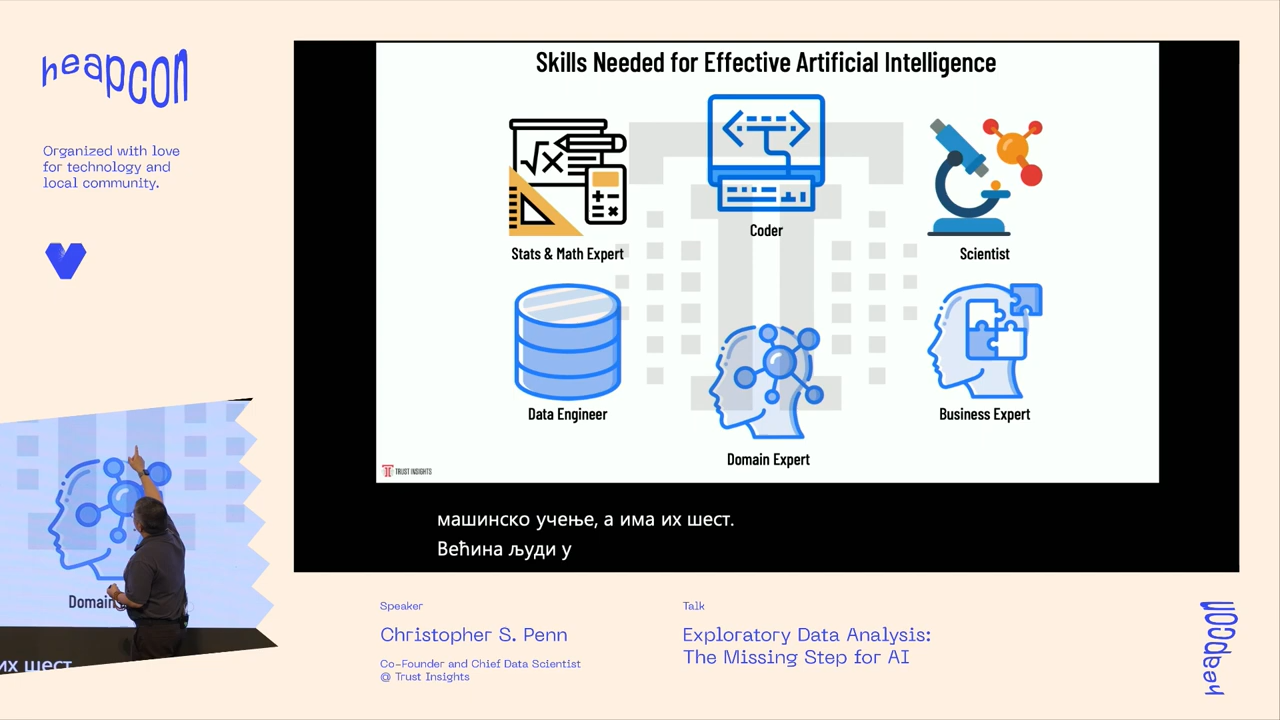 heapcon
Organized with love
for technology and
local community.
Skills Needed for Effective Artificial Intelligence
Stats & Math Expert
Coder
Scientist
Data Engineer
Domain Expert
Business Expert
TRUST INSIGHTS
машинско учење, а има их шест.
Већина људи у
Domain
их шест.
Speaker
Christopher S. Penn
Co-Founder and Chief Data Scientist
@ Trust Insights
Talk
Exploratory Data Analysis:
The Missing Step for AI
heapcon